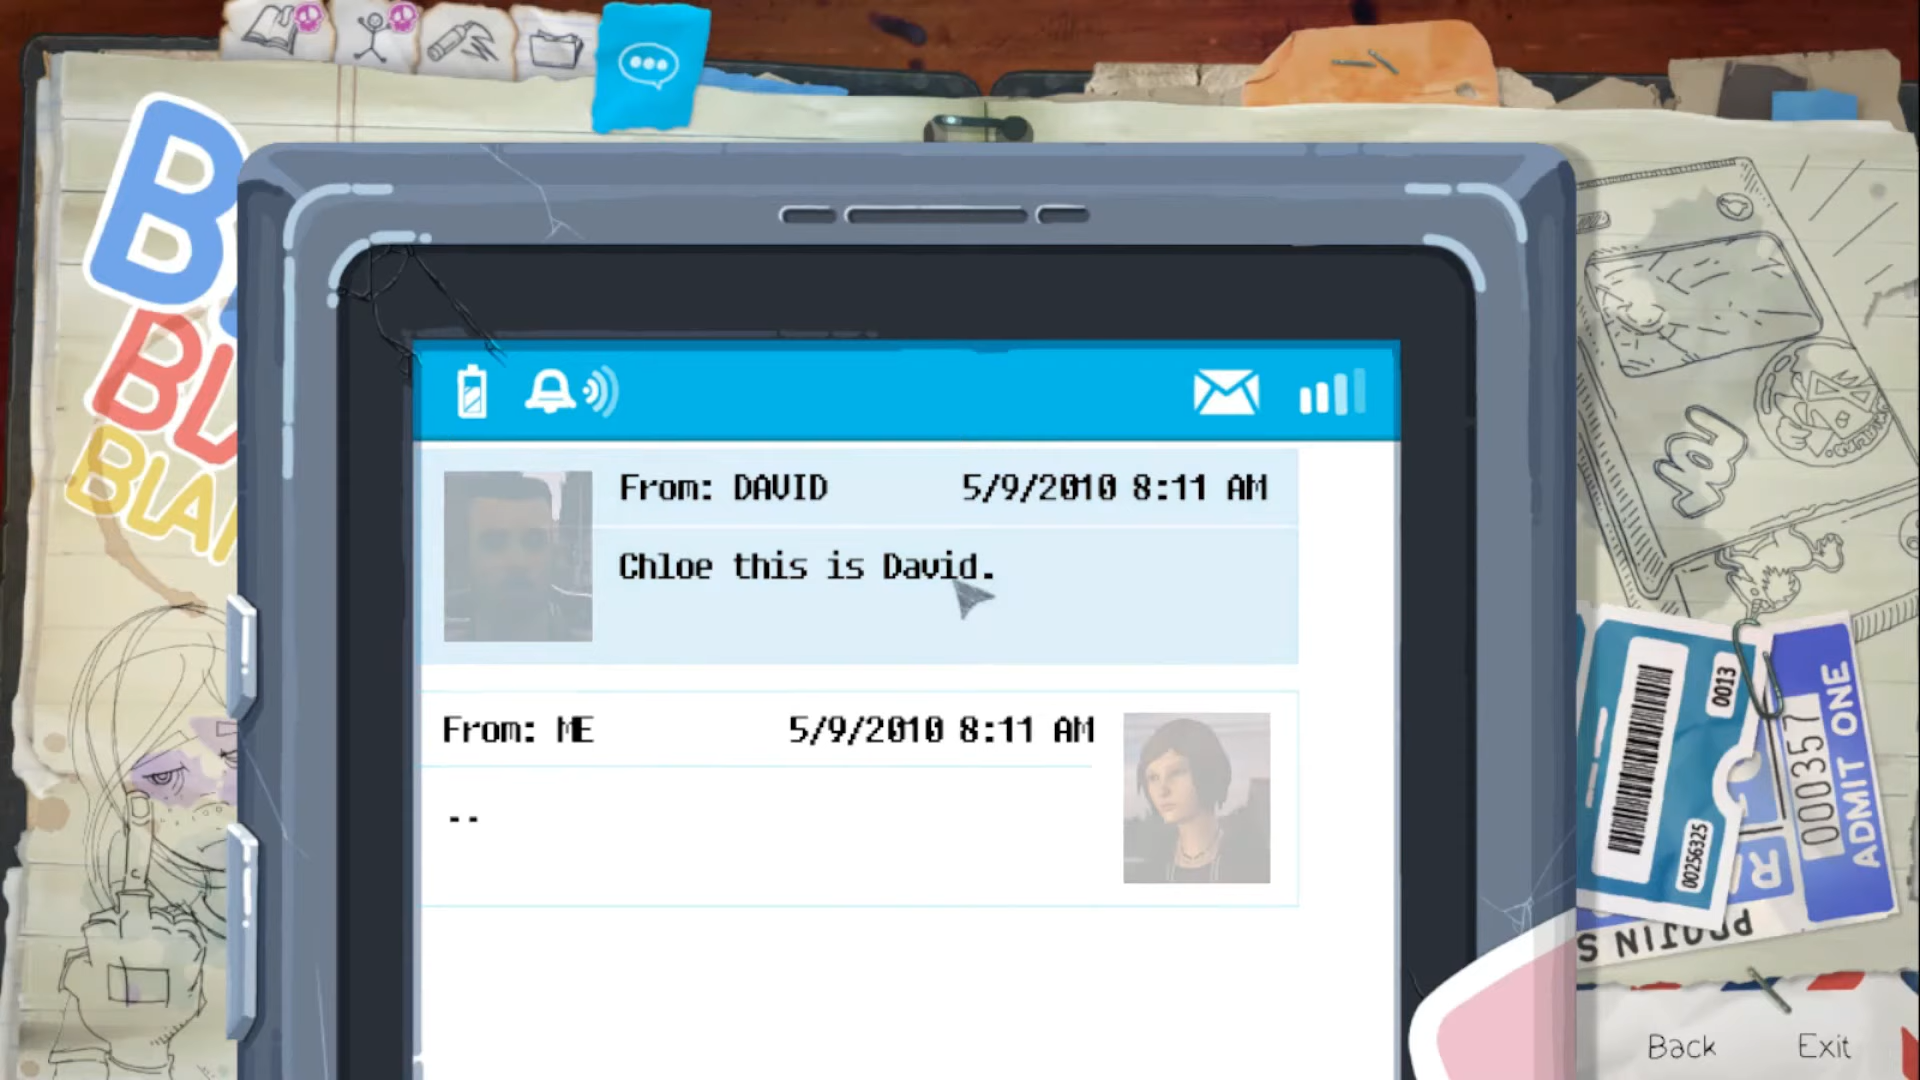 From: DAVID 5/9/2010 8:11 AM
Chloe this is David.
From: ME 5/9/2010 8:11 AM
--
0013
00256325
000357
ADMIT ONE
Back Exit